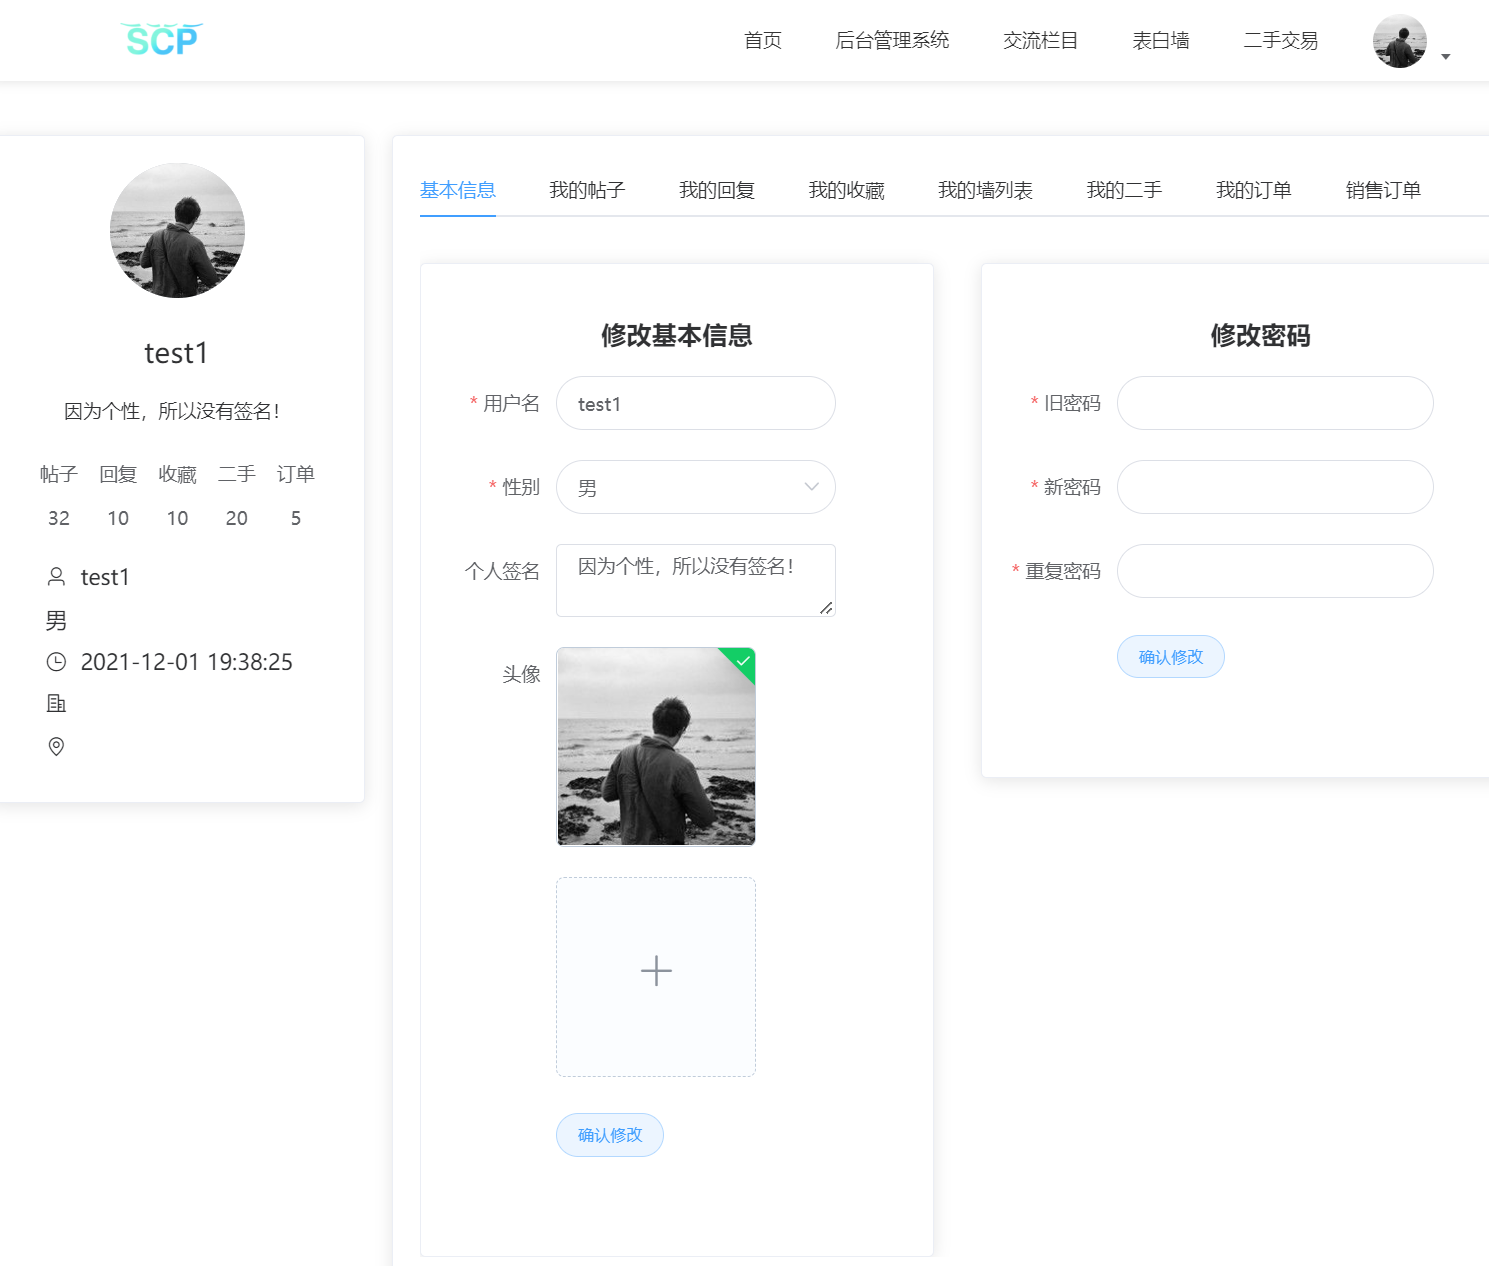 SCP
首页 后台管理系统 交流栏目 表白墙 二手交易
test1
因为个性，所以没有签名！
帖子 回复 收藏 二手 订单
32 10 10 20 5
test1
男
2021-12-01 19:38:25
基本信息 我的帖子 我的回复 我的收藏 我的墙列表 我的二手 我的订单 销售订单
修改基本信息
* 用户名 test1
* 性别 男
个人签名 因为个性，所以没有签名！
头像
确认修改
修改密码
* 旧密码
* 新密码
* 重复密码
确认修改